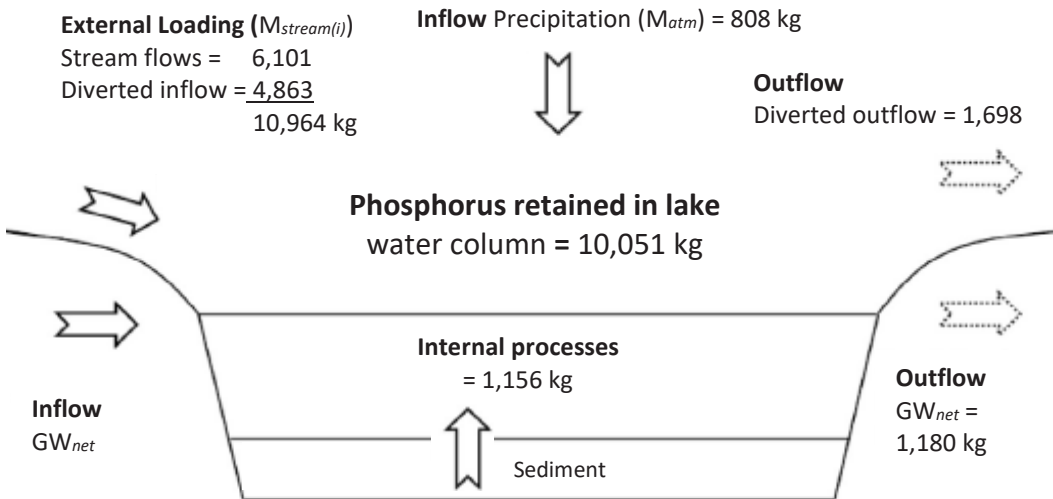 External Loading (Mstream(i))
Stream flows = 6,101
Diverted inflow = 4,863
10,964 kg
Inflow Precipitation (Matm) = 808 kg
Outflow
Diverted outflow = 1,698
Phosphorus retained in lake
water column = 10,051 kg
Internal processes
= 1,156 kg
Inflow
GWnet
Outflow
GWnet =
1,180 kg
Sediment